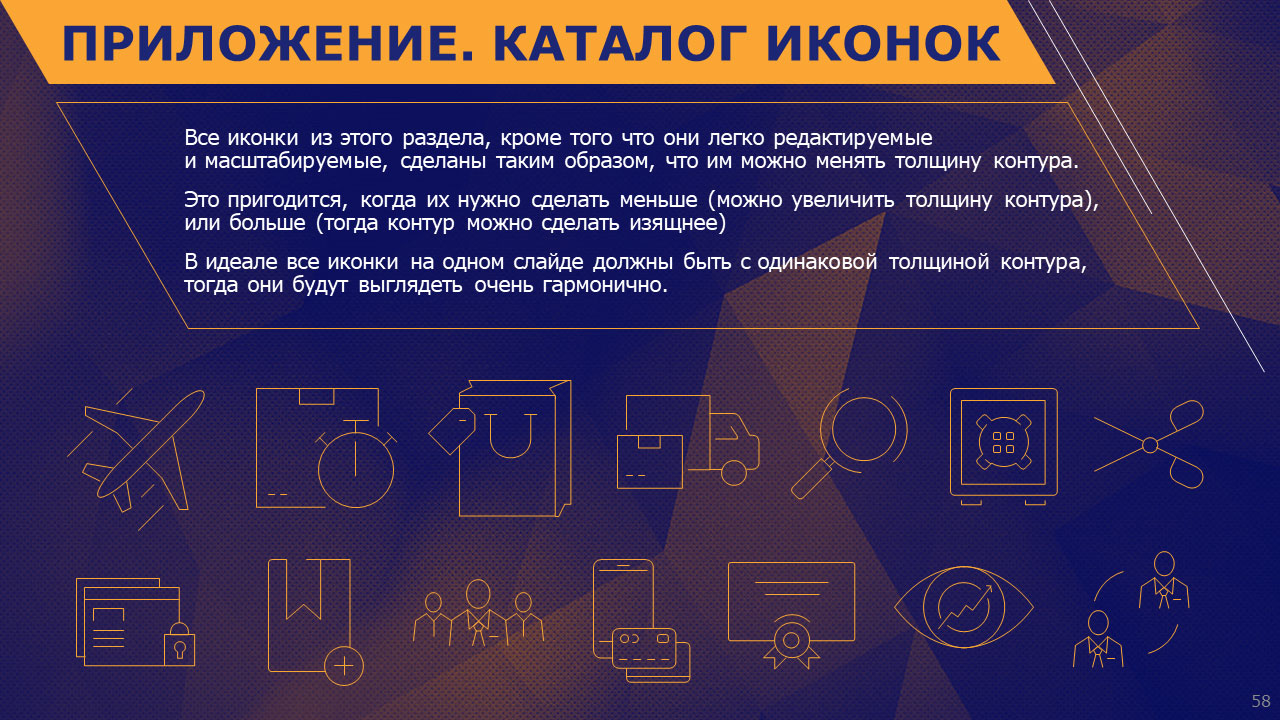 ПРИЛОЖЕНИЕ. КАТАЛОГ ИКОНОК
Все иконки из этого раздела, кроме того что они легко редактируемые
и масштабируемые, сделаны таким образом, что им можно менять толщину контура.
Это пригодится, когда их нужно сделать меньше (можно увеличить толщину контура),
или больше (тогда контур можно сделать изящнее)
В идеале все иконки на одном слайде должны быть с одинаковой толщиной контура,
тогда они будут выглядеть очень гармонично.
58